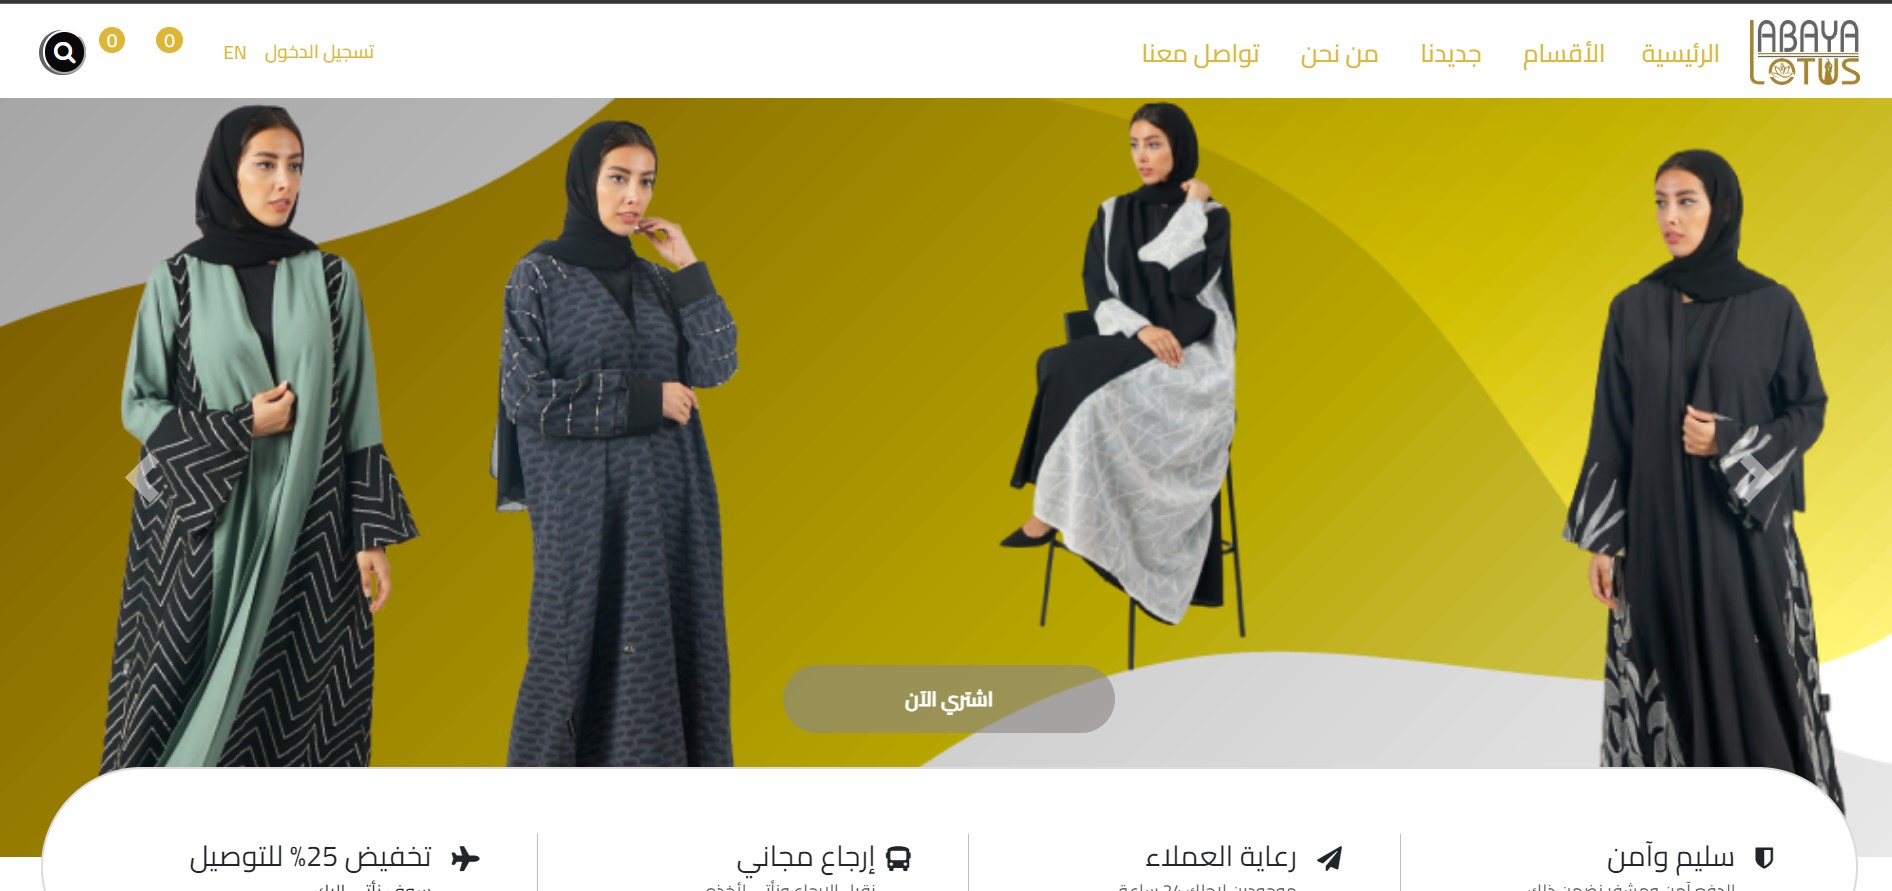 ABAYA
LOTUS
الرئيسية
الأقسام
جديدنا
من نحن
تواصل معنا
تسجيل الدخول
EN
0
0
اشتري الآن
سليم وآمن
رعاية العملاء
إرجاع مجاني
تخفيض 25% للتوصيل